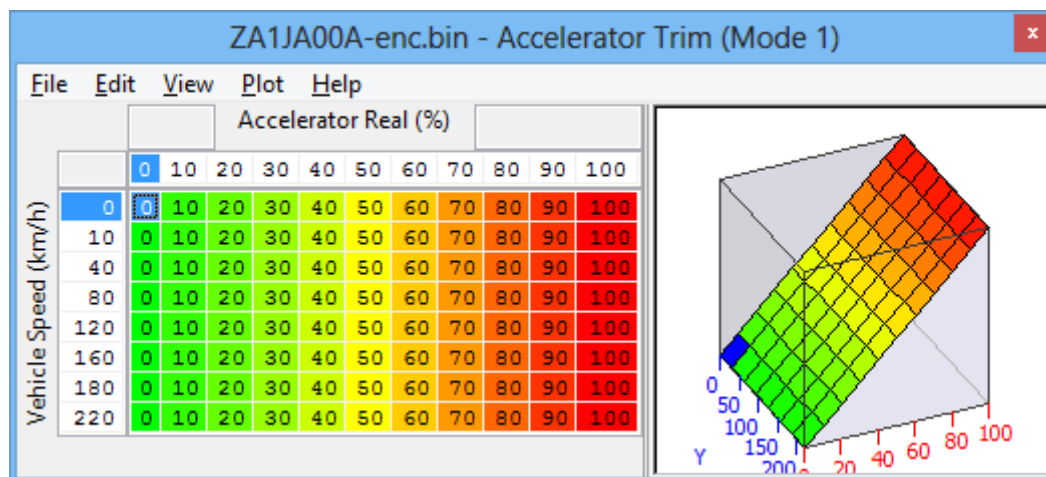 ZA1JA00A-enc.bin - Accelerator Trim (Mode 1)
x
File Edit View Plot Help
Accelerator Real (%)
0 10 20 30 40 50 60 70 80 90 100
Vehicle Speed (km/h)
0 0 10 20 30 40 50 60 70 80 90 100
10 0 10 20 30 40 50 60 70 80 90 100
40 0 10 20 30 40 50 60 70 80 90 100
80 0 10 20 30 40 50 60 70 80 90 100
120 0 10 20 30 40 50 60 70 80 90 100
160 0 10 20 30 40 50 60 70 80 90 100
180 0 10 20 30 40 50 60 70 80 90 100
220 0 10 20 30 40 50 60 70 80 90 100
0
50
100
150
200
Y
20 40 60 80 100